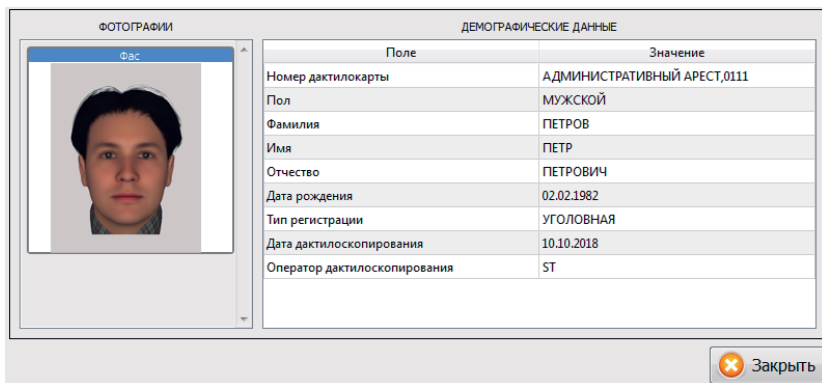 ФОТОГРАФИИ
ДЕМОГРАФИЧЕСКИЕ ДАННЫЕ
Фас
Поле Значение
Номер дактилокарты АДМИНИСТРАТИВНЫЙ АРЕСТ,0111
Пол МУЖСКОЙ
Фамилия ПЕТРОВ
Имя ПЕТР
Отчество ПЕТРОВИЧ
Дата рождения 02.02.1982
Тип регистрации УГОЛОВНАЯ
Дата дактилоскопирования 10.10.2018
Оператор дактилоскопирования ST
Закрыть